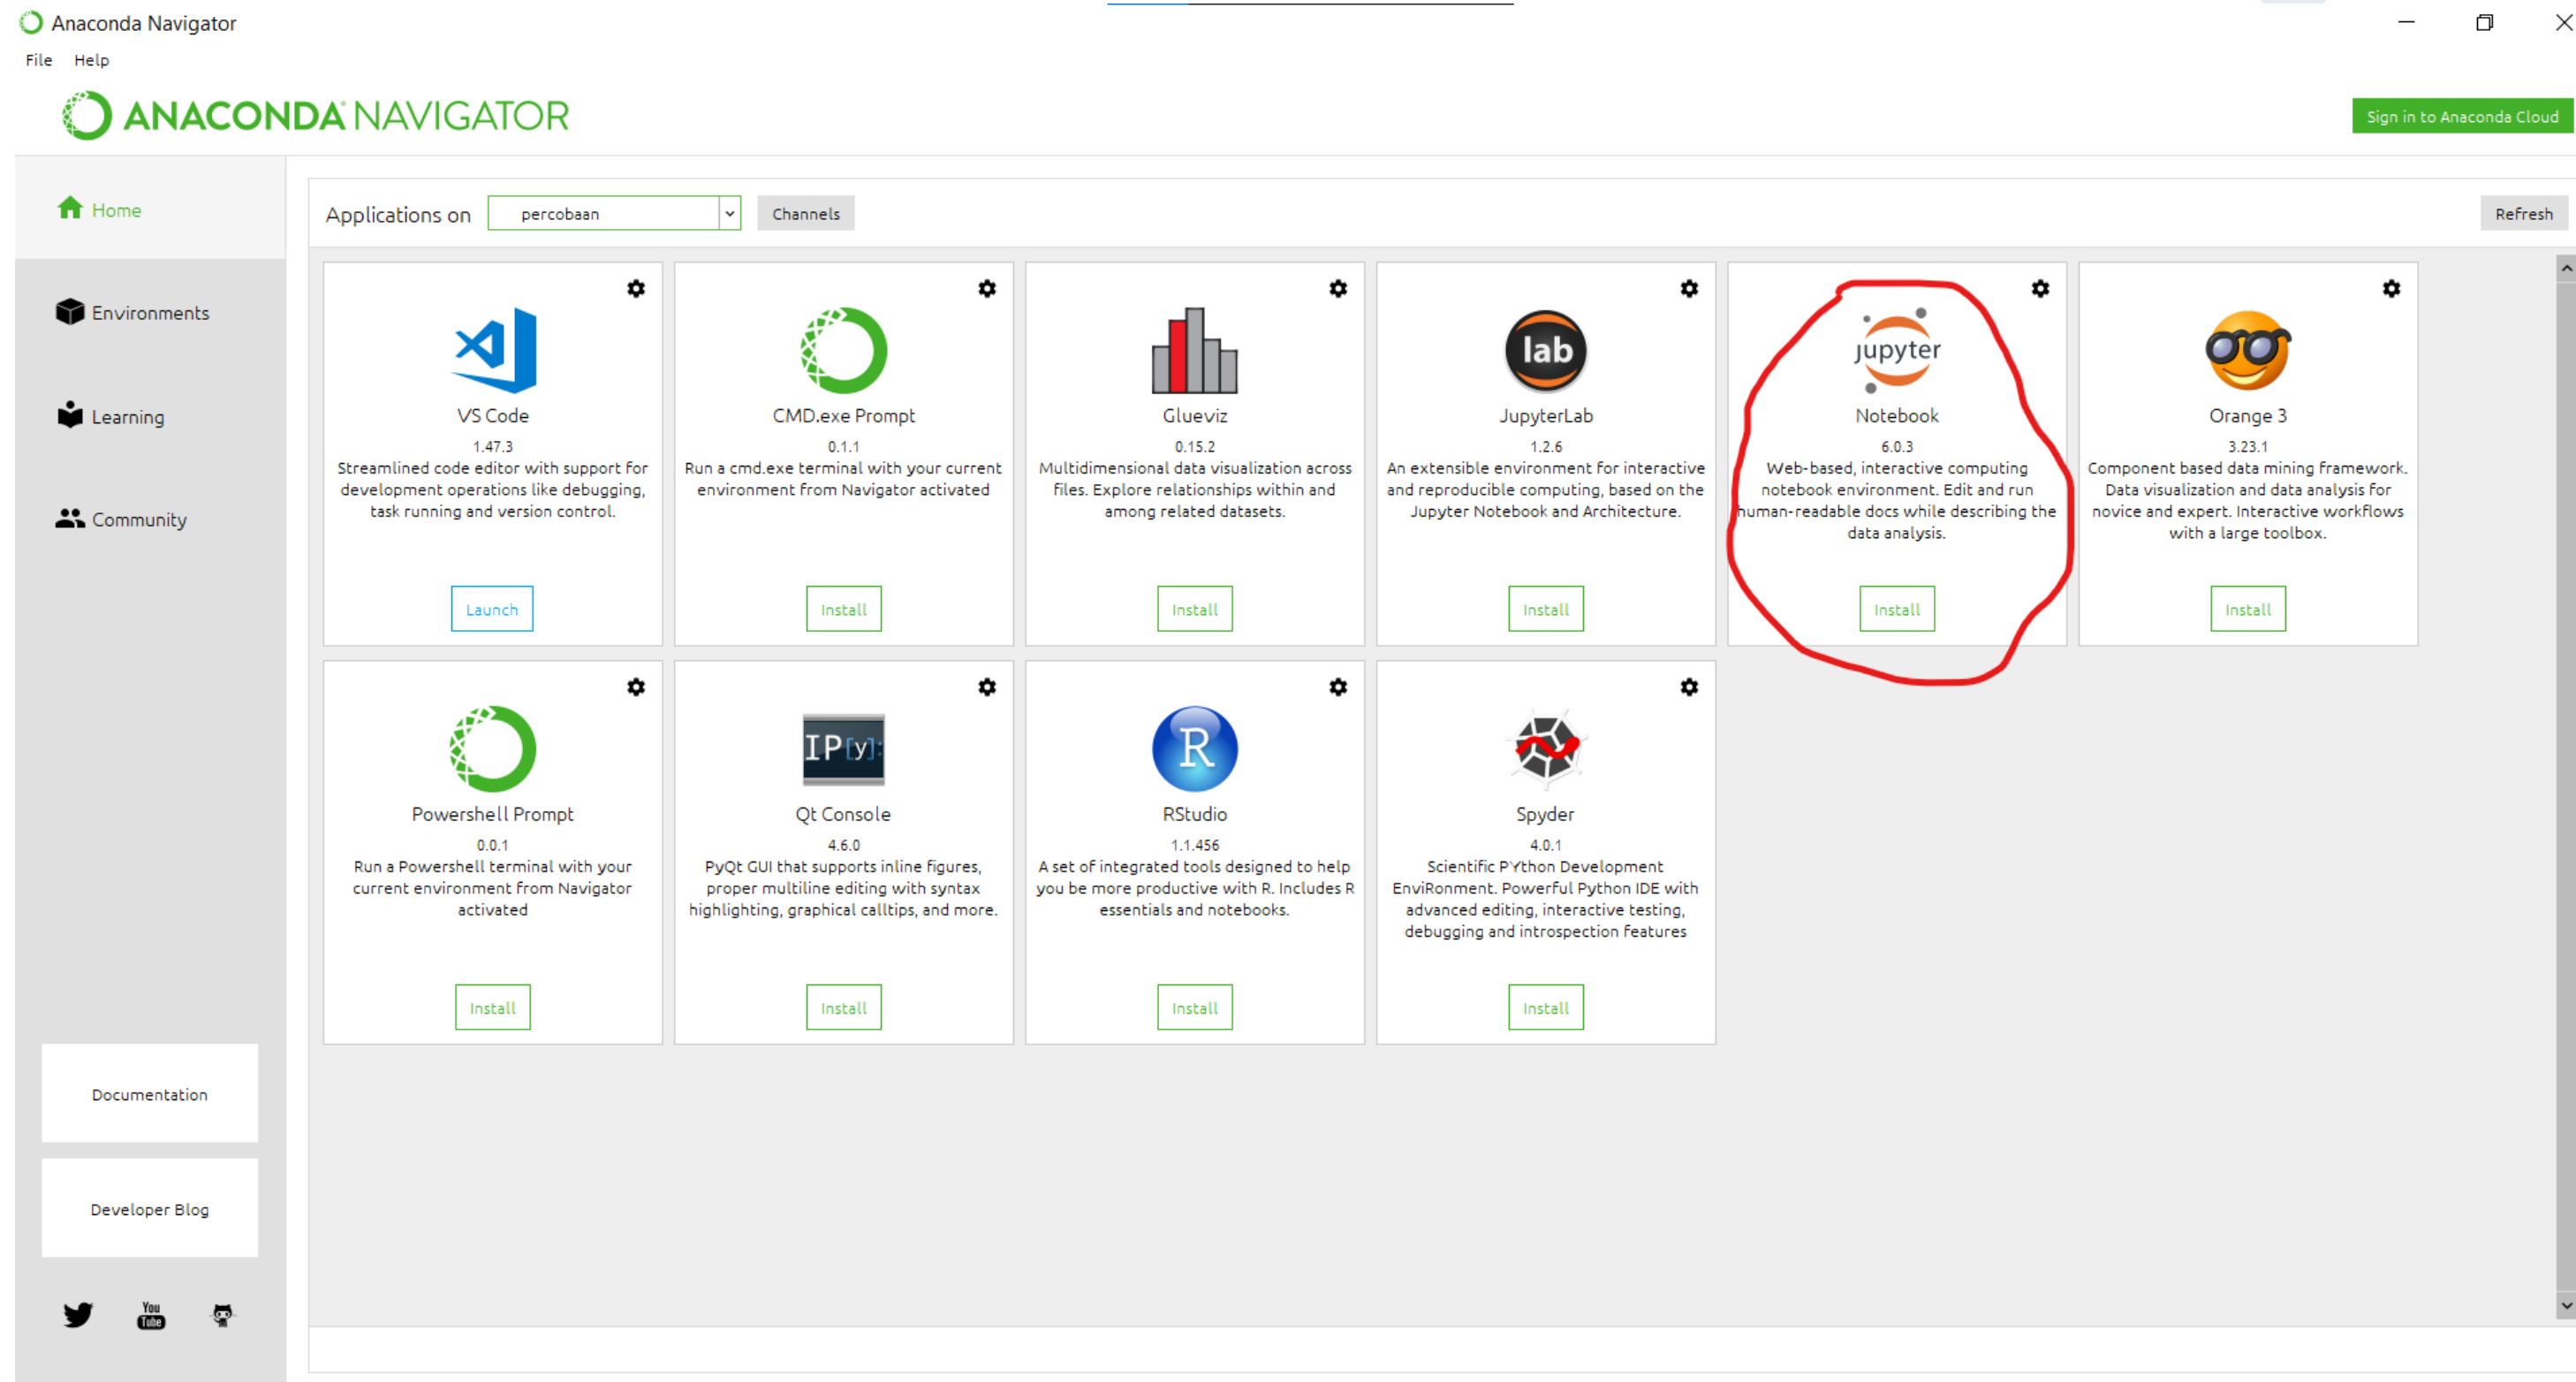 Anaconda Navigator
File Help
ANACONDA NAVIGATOR
Sign in to Anaconda Cloud
Home
Environments
Learning
Community
Documentation
Developer Blog
You
Tube
Applications on percobaan Channels Refresh
VS Code
1.47.3
Streamlined code editor with support for
development operations like debugging,
task running and version control.
Launch
CMD.exe Prompt
0.1.1
Run a cmd.exe terminal with your current
environment from Navigator activated
Install
Glueviz
0.15.2
Multidimensional data visualization across
files. Explore relationships within and
among related datasets.
Install
lab
JupyterLab
1.2.6
An extensible environment for interactive
and reproducible computing, based on the
Jupyter Notebook and Architecture.
Install
jupyter
Notebook
6.0.3
Web-based, interactive computing
notebook environment. Edit and run
human-readable docs while describing the
data analysis.
Install
Orange 3
3.23.1
Component based data mining framework.
Data visualization and data analysis for
novice and expert. Interactive workflows
with a large toolbox.
Install
Powershell Prompt
0.0.1
Run a Powershell terminal with your
current environment from Navigator
activated
Install
IP[y]:
Qt Console
4.6.0
PyQt GUI that supports inline figures,
proper multiline editing with syntax
highlighting, graphical calltips, and more.
Install
R
RStudio
1.1.456
A set of integrated tools designed to help
you be more productive with R. Includes R
essentials and notebooks.
Install
Spyder
4.0.1
Scientific PYthon Development
EnviRonment. Powerful Python IDE with
advanced editing, interactive testing,
debugging and introspection features
Install